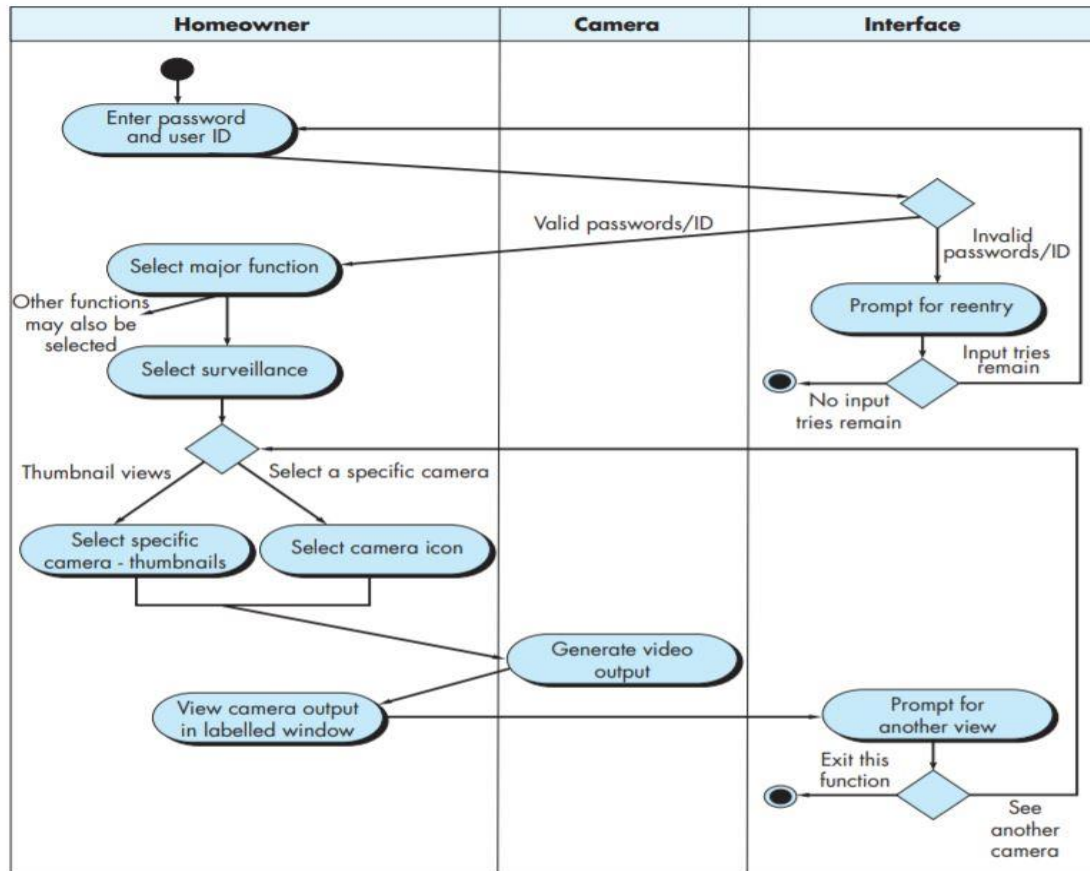 Homeowner
Camera
Interface
Enter password
and user ID
Valid passwords/ID
Invalid
passwords/ID
Select major function
Other functions
may also be
selected
Prompt for reentry
Select surveillance
Input tries
remain
No input
tries remain
Thumbnail views
Select a specific camera
Select specific
camera - thumbnails
Select camera icon
Generate video
output
View camera output
in labelled window
Prompt for
another view
Exit this
function
See
another
camera